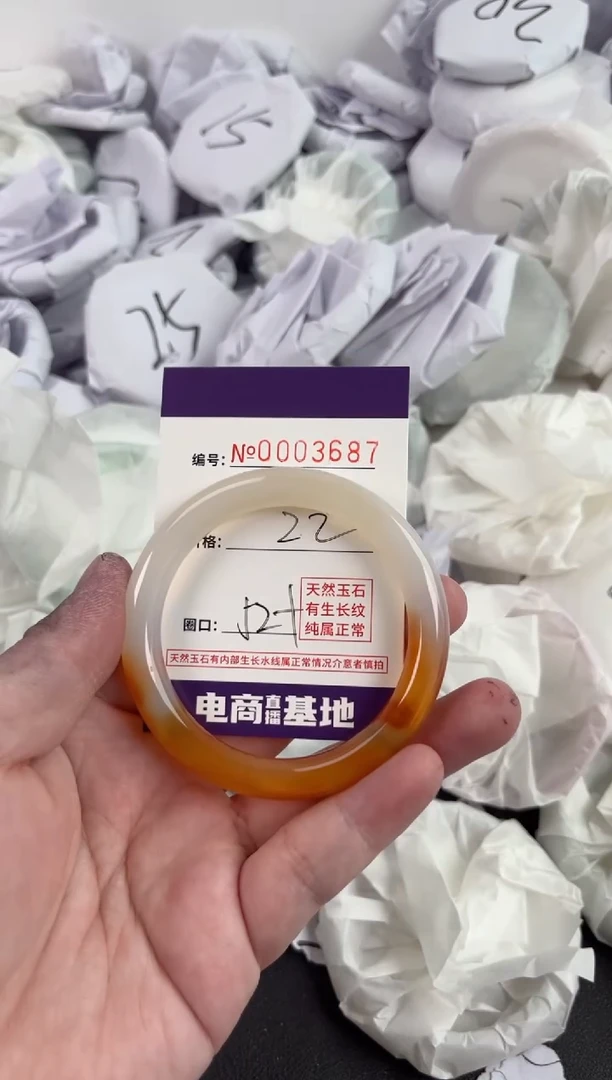 15
25
编号: №0003687
格: 22
天然玉石
有生长纹
纯属正常
圈口:
天然玉石有内部生长水线属正常情况介意者慎拍
电商直播基地